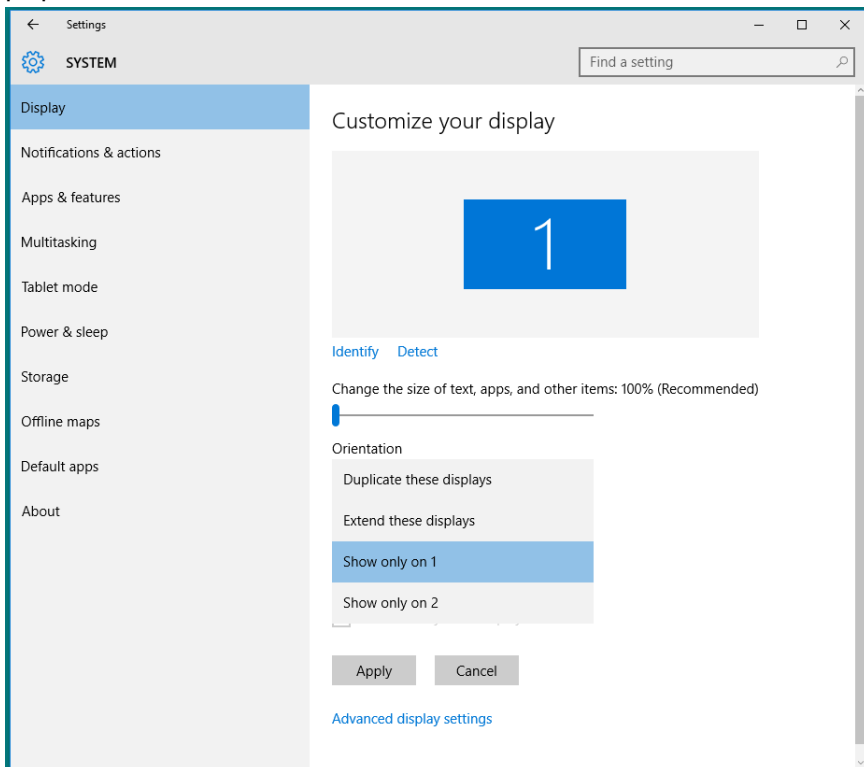 Settings
SYSTEM
Find a setting
Display
Notifications & actions
Apps & features
Multitasking
Tablet mode
Power & sleep
Storage
Offline maps
Default apps
About
Customize your display
1
Identify Detect
Change the size of text, apps, and other items: 100% (Recommended)
Orientation
Duplicate these displays
Extend these displays
Show only on 1
Show only on 2
Apply Cancel
Advanced display settings